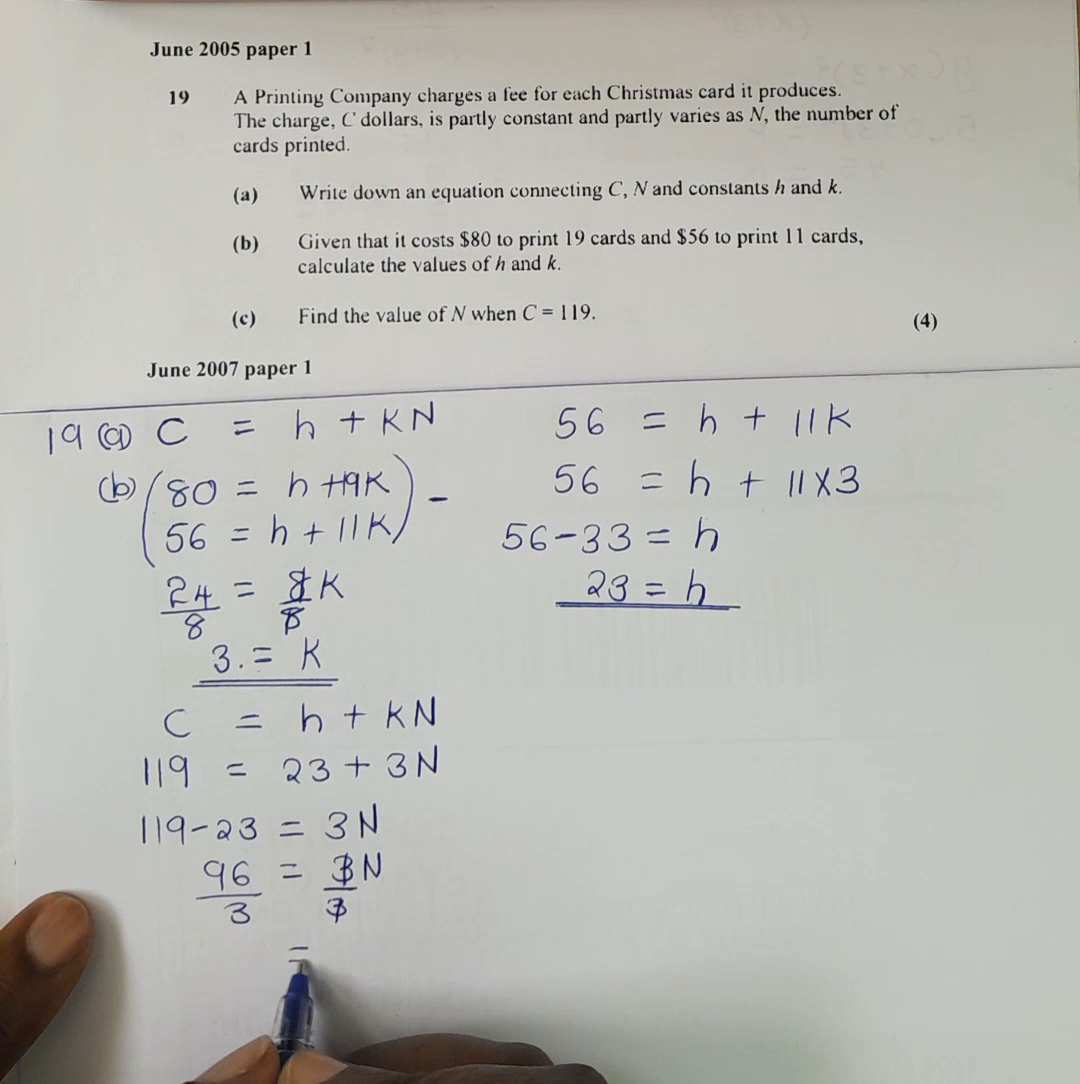 June 2005 paper 1
19 A Printing Company charges a fee for each Christmas card it produces.
The charge, C dollars, is partly constant and partly varies as N, the number of
cards printed.
(a) Write down an equation connecting C, N and constants h and k.
(b) Given that it costs $80 to print 19 cards and $56 to print 11 cards,
calculate the values of h and k.
(c) Find the value of N when C = 119.
(4)
June 2007 paper 1
19 (a) C = h + KN
(b) (80 = h + 19K
56 = h + 11K) -
24/8 = 8K/8
3. = K
C = h + KN
119 = 23 + 3N
119-23 = 3N
96/3 = 3N/3
=
56 = h + 11K
56 = h + 11X3
56-33 = h
23 = h